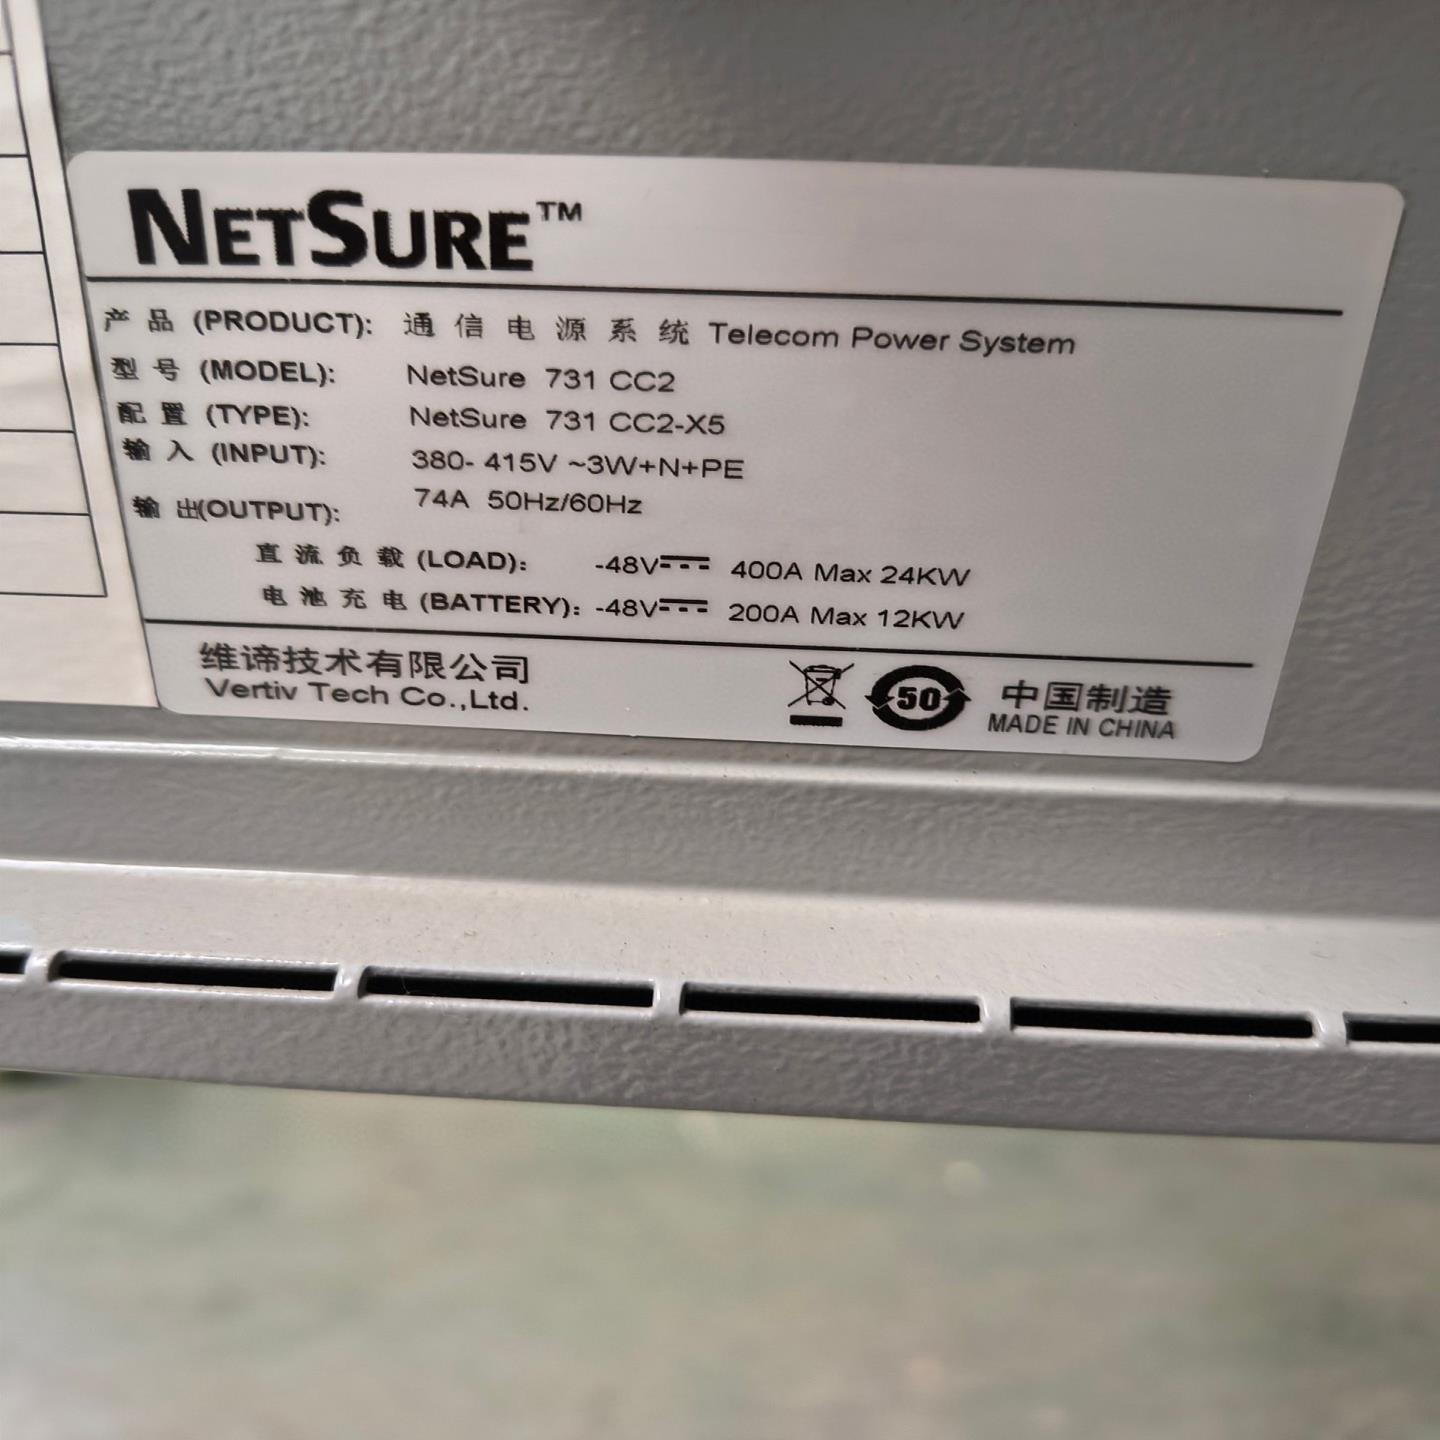 NETSURE™
产品 (PRODUCT): 通信电源系统 Telecom Power System
型号 (MODEL): NetSure 731 CC2
配置 (TYPE): NetSure 731 CC2-X5
输入 (INPUT): 380- 415V ~3W+N+PE
74A 50Hz/60Hz
输出(OUTPUT):
直流负载 (LOAD): -48V⎓ 400A Max 24KW
电池充电 (BATTERY): -48V⎓ 200A Max 12KW
维谛技术有限公司
Vertiv Tech Co.,Ltd.
50
中国制造
MADE IN CHINA